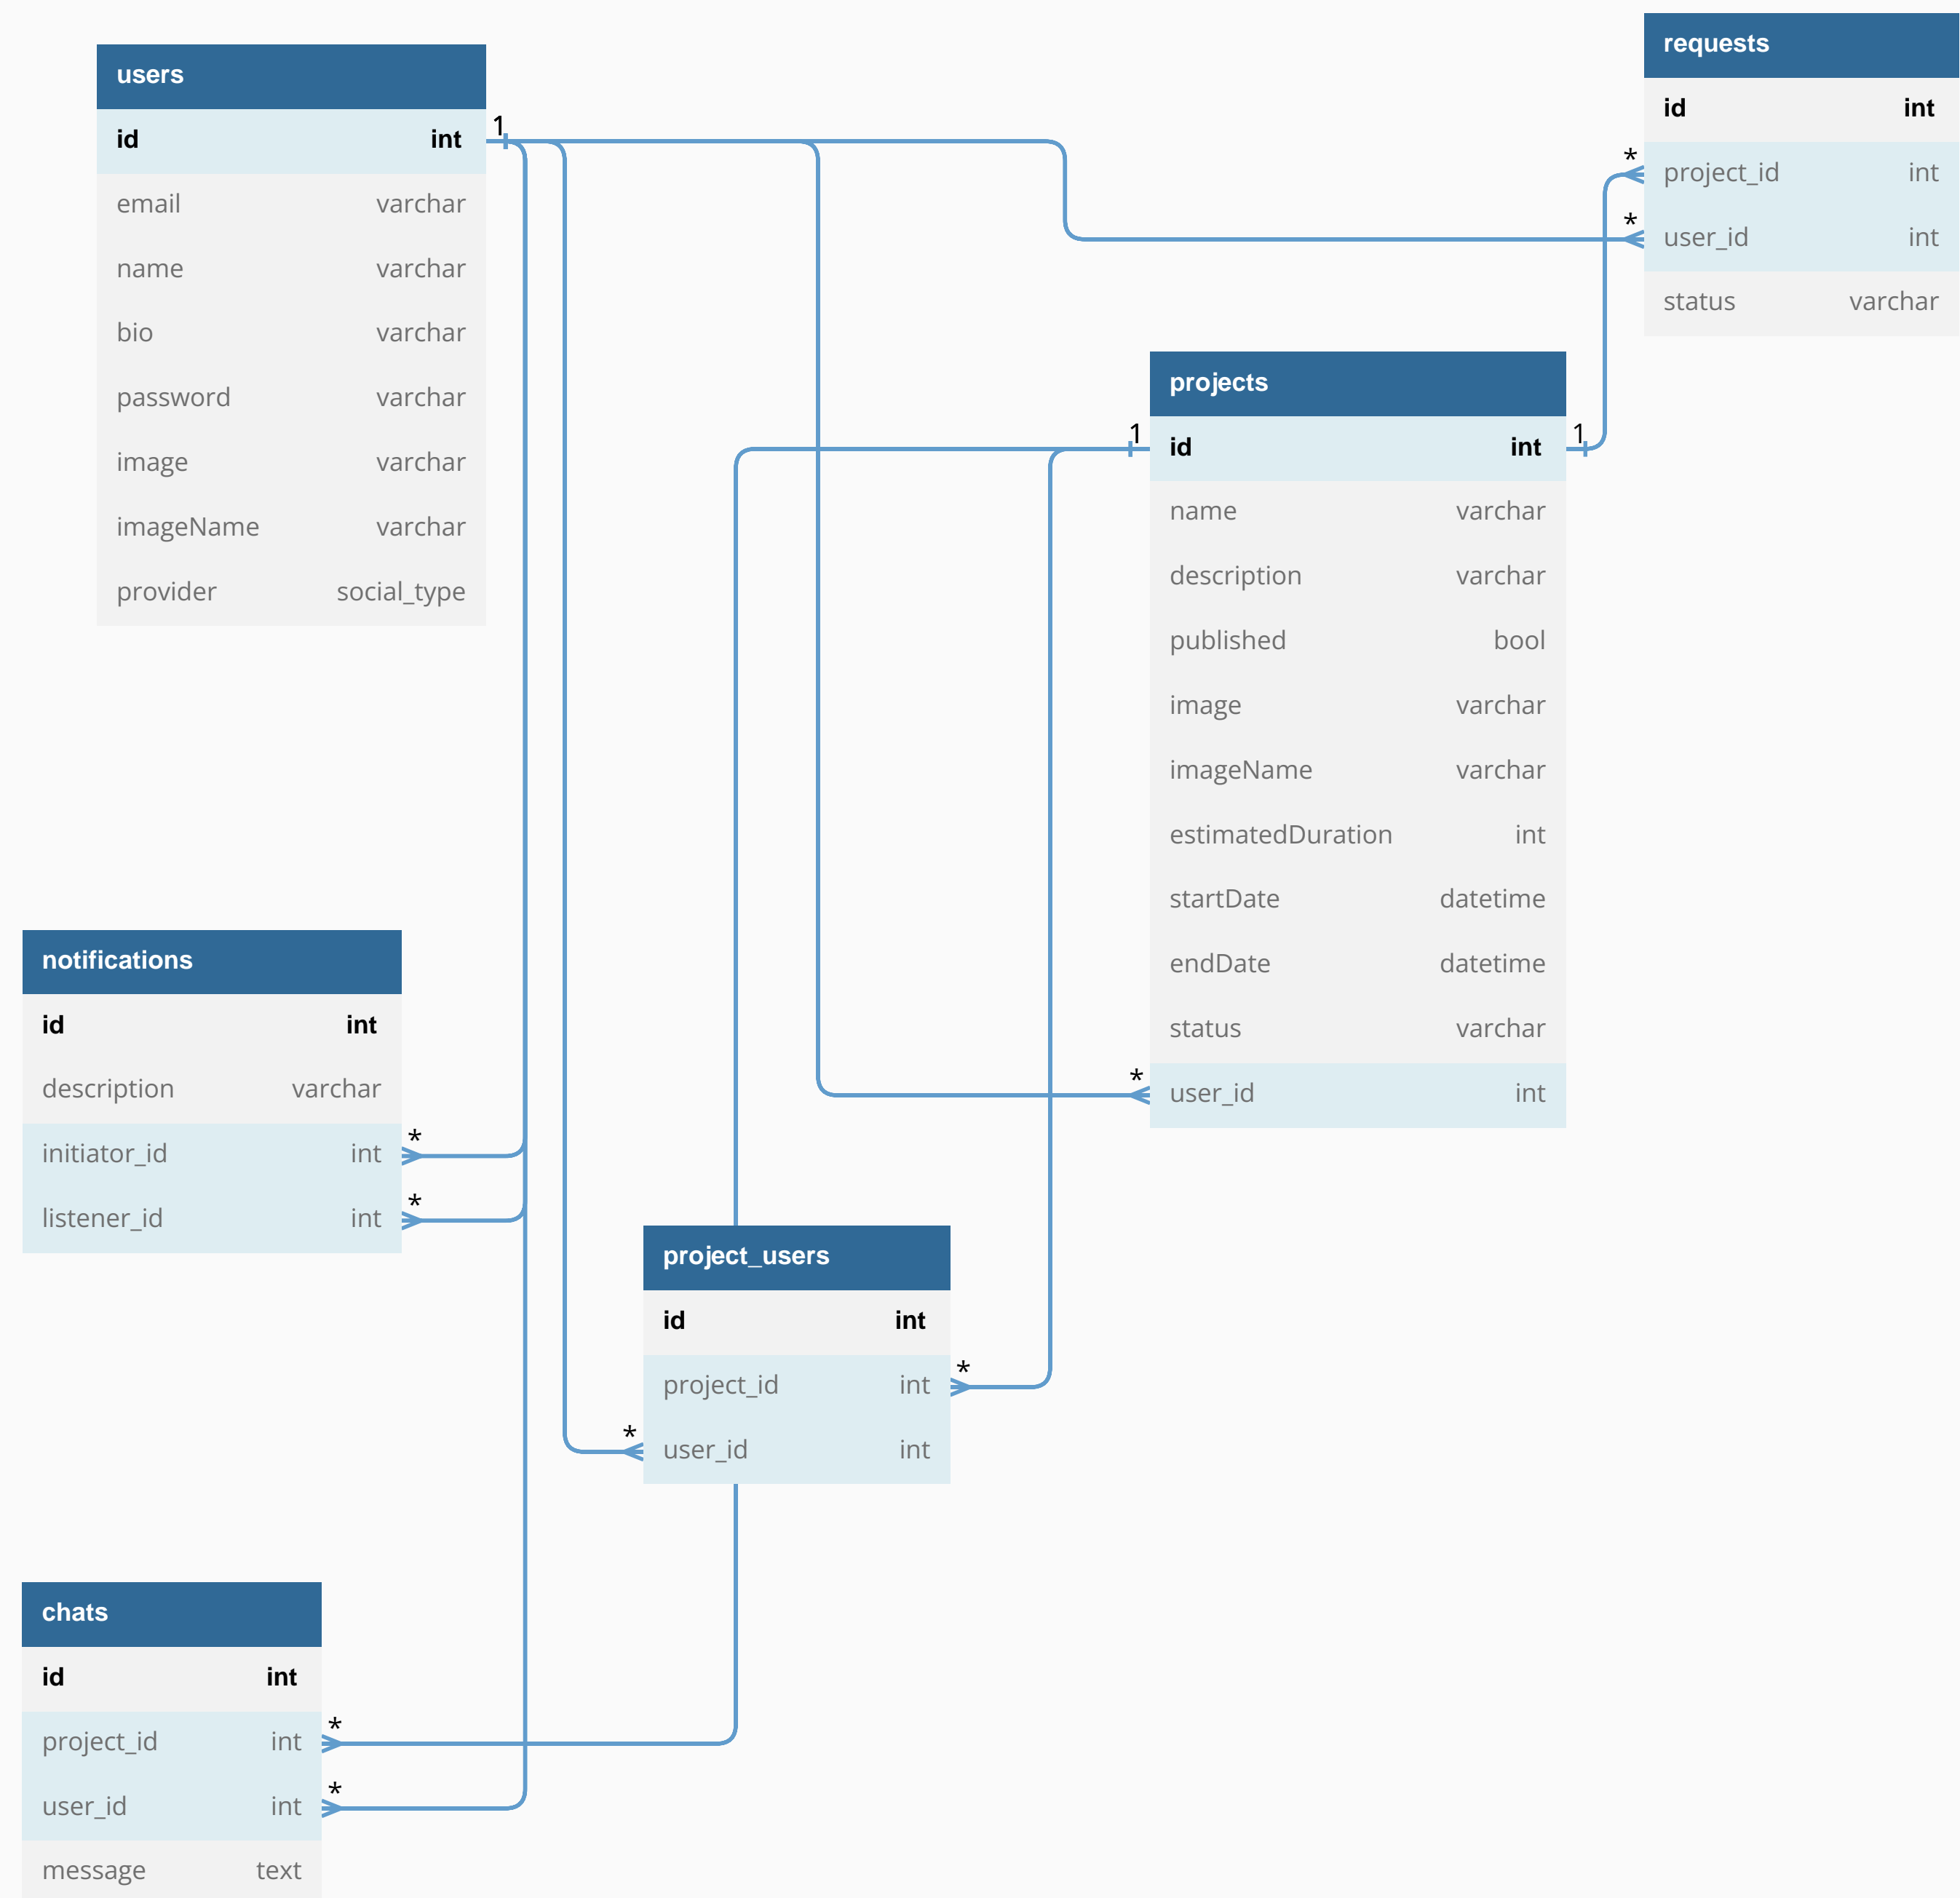 users
id int
email varchar
name varchar
bio varchar
password varchar
image varchar
imageName varchar
provider social_type
1
requests
id int
* project_id int
* user_id int
status varchar
projects
1 id int 1
name varchar
description varchar
published bool
image varchar
imageName varchar
estimatedDuration int
startDate datetime
endDate datetime
status varchar
* user_id int
notifications
id int
description varchar
initiator_id int *
listener_id int *
project_users
id int
project_id int *
* user_id int
chats
id int
project_id int *
user_id int *
message text